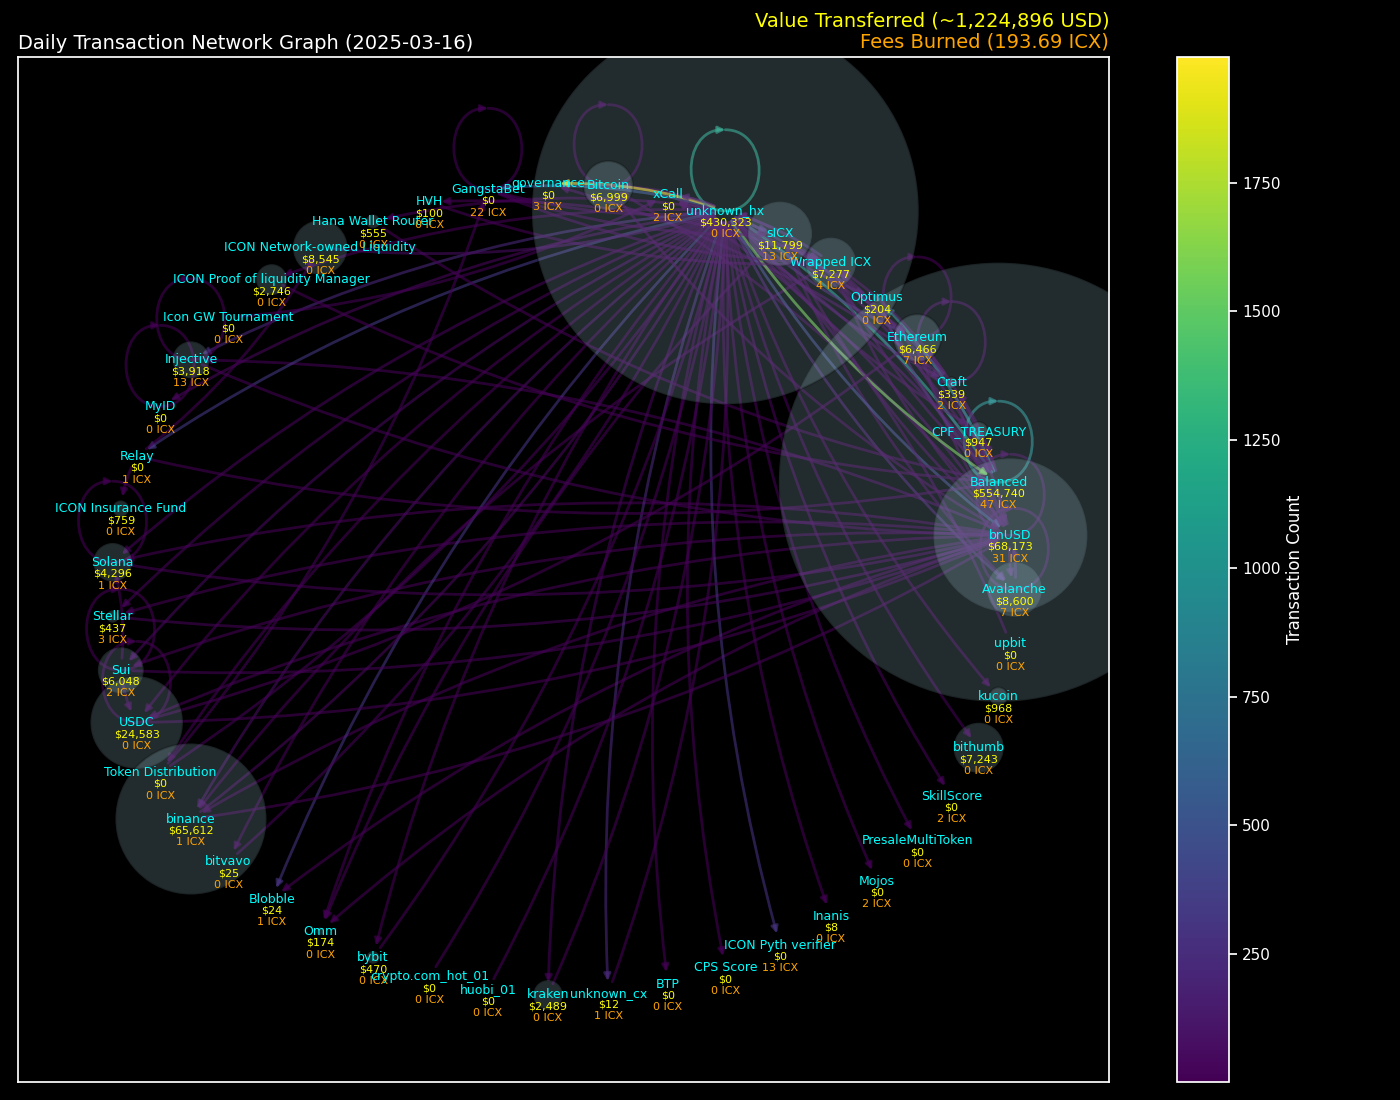 Value Transferred (~1,224,896 USD)
Daily Transaction Network Graph (2025-03-16)
Fees Burned (193.69 ICX)
governance
$0
3 ICX
Bitcoin
$6,999
0 ICX
xCall
$0
2 ICX
unknown_hx
$430,323
0 ICX
GangstaBet
$0
22 ICX
HVH
$100
0 ICX
Hana Wallet Router
$555
0 ICX
ICON Network-owned Liquidity
$8,545
0 ICX
ICON Proof of liquidity Manager
$2,746
0 ICX
Icon GW Tournament
$0
0 ICX
Injective
$3,918
13 ICX
MyID
$0
0 ICX
Relay
$0
1 ICX
ICON Insurance Fund
$759
0 ICX
Solana
$4,296
1 ICX
Stellar
$437
3 ICX
Sui
$6,048
2 ICX
USDC
$24,583
0 ICX
Token Distribution
$0
0 ICX
binance
$65,612
1 ICX
bitvavo
$25
0 ICX
Blobble
$24
1 ICX
Omm
$174
0 ICX
bybit
$470
0 ICX
crypto.com_hot_01
$0
0 ICX
huobi_01
$0
0 ICX
kraken
$2,489
0 ICX
unknown_cx
$12
1 ICX
BTP
$0
0 ICX
CPS Score
$0
0 ICX
ICON Pyth verifier
$0
13 ICX
Inanis
$8
0 ICX
Mojos
$0
2 ICX
PresaleMultiToken
$0
0 ICX
SkillScore
$0
2 ICX
bithumb
$7,243
0 ICX
kucoin
$968
0 ICX
upbit
$0
0 ICX
Avalanche
$8,600
7 ICX
bnUSD
$68,173
31 ICX
Balanced
$554,740
47 ICX
CPF_TREASURY
$947
0 ICX
Craft
$339
2 ICX
Ethereum
$6,466
7 ICX
Optimus
$204
0 ICX
Wrapped ICX
$7,277
4 ICX
sICX
$11,799
13 ICX
1750
1500
1250
1000
750
500
250
Transaction Count